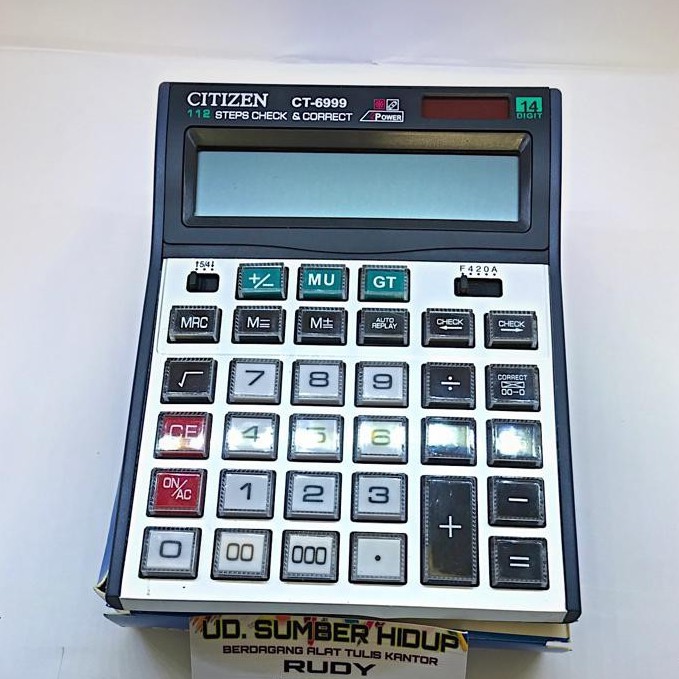 CITIZEN CT-6999 14
112 STEPS CHECK & CORRECT POWER DIGIT
↑5/4↓ +/− MU GT F420A
MRC M= M± AUTO REPLAY CHECK ← CHECK →
√ 7 8 9 ÷ CORRECT 00→0
CE 4 5 6
ON/AC 1 2 3 + −
0 00 000 . =
UD. SUMBER HIDUP
BERDAGANG ALAT TULIS KANTOR
RUDY